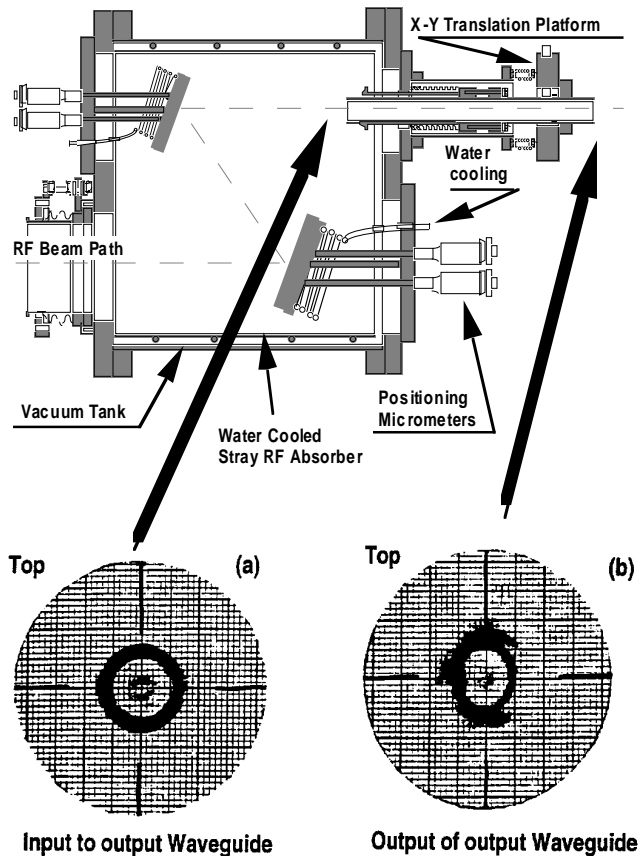 X-Y Translation Platform
Water
cooling
RF Beam Path
Vacuum Tank
Water Cooled
Stray RF Absorber
Positioning
Micrometers
Top
(a)
Top
(b)
Input to output Waveguide
Output of output Waveguide